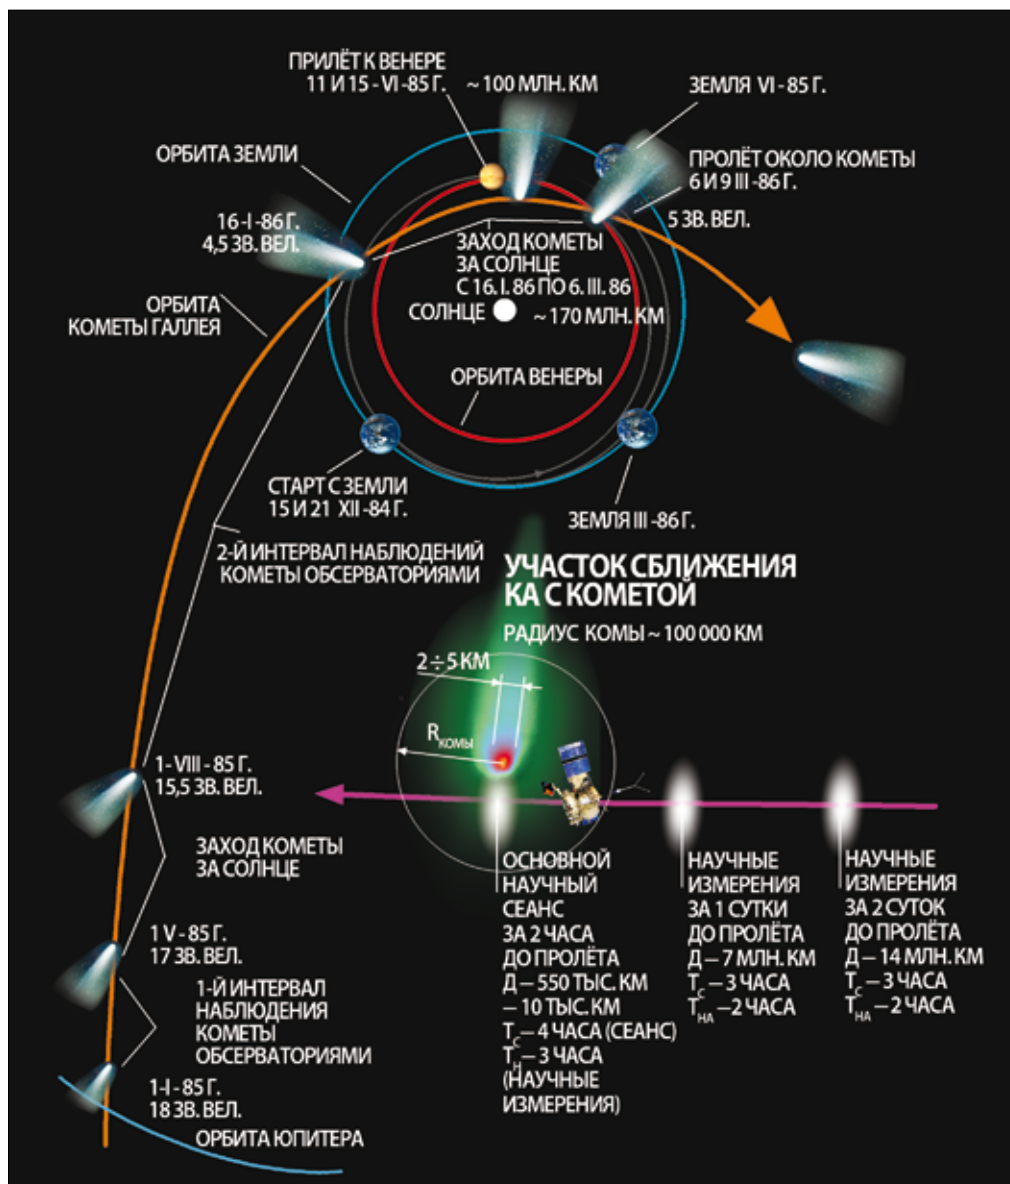 ПРИЛЁТ К ВЕНЕРЕ
11 И 15 - VI -85 Г.
~ 100 МЛН. КМ
ЗЕМЛЯ VI - 85 Г.
ОРБИТА ЗЕМЛИ
ПРОЛЁТ ОКОЛО КОМЕТЫ
6 И 9 III -86 Г.
16 -I -86 Г.
4,5 ЗВ. ВЕЛ.
5 ЗВ. ВЕЛ.
ЗАХОД КОМЕТЫ
ЗА СОЛНЦЕ
С 16. I. 86 ПО 6. III. 86
ОРБИТА
КОМЕТЫ ГАЛЛЕЯ
СОЛНЦЕ
~ 170 МЛН. КМ
ОРБИТА ВЕНЕРЫ
СТАРТ С ЗЕМЛИ
15 И 21 XII -84 Г.
ЗЕМЛЯ III -86 Г.
2-Й ИНТЕРВАЛ НАБЛЮДЕНИЙ
КОМЕТЫ ОБСЕРВАТОРИЯМИ
УЧАСТОК СБЛИЖЕНИЯ
КА С КОМЕТОЙ
РАДИУС КОМЫ ~ 100 000 КМ
2 ÷ 5 КМ
R КОМЫ
1- VIII - 85 Г.
15,5 ЗВ. ВЕЛ.
ЗАХОД КОМЕТЫ
ЗА СОЛНЦЕ
1 V - 85 Г.
17 ЗВ. ВЕЛ.
1-Й ИНТЕРВАЛ
НАБЛЮДЕНИЯ
КОМЕТЫ
ОБСЕРВАТОРИЯМИ
1-I - 85 Г.
18 ЗВ. ВЕЛ.
ОРБИТА ЮПИТЕРА
ОСНОВНОЙ
НАУЧНЫЙ
СЕАНС
ЗА 2 ЧАСА
ДО ПРОЛЁТА
Д — 550 ТЫС. КМ
— 10 ТЫС. КМ
Т С — 4 ЧАСА (СЕАНС)
Т Н — 3 ЧАСА
(НАУЧНЫЕ
ИЗМЕРЕНИЯ)
НАУЧНЫЕ
ИЗМЕРЕНИЯ
ЗА 1 СУТКИ
ДО ПРОЛЁТА
Д — 7 МЛН. КМ
Т С — 3 ЧАСА
Т НА — 2 ЧАСА
НАУЧНЫЕ
ИЗМЕРЕНИЯ
ЗА 2 СУТОК
ДО ПРОЛЁТА
Д — 14 МЛН. КМ
Т С — 3 ЧАСА
Т НА — 2 ЧАСА